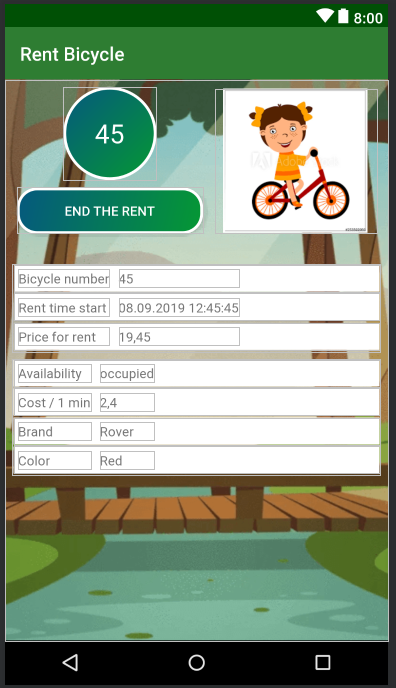 8:00
Rent Bicycle
45
END THE RENT
Bicycle number 45
Rent time start 08.09.2019 12:45:45
Price for rent 19,45
Availability occupied
Cost / 1 min 2,4
Brand Rover
Color Red